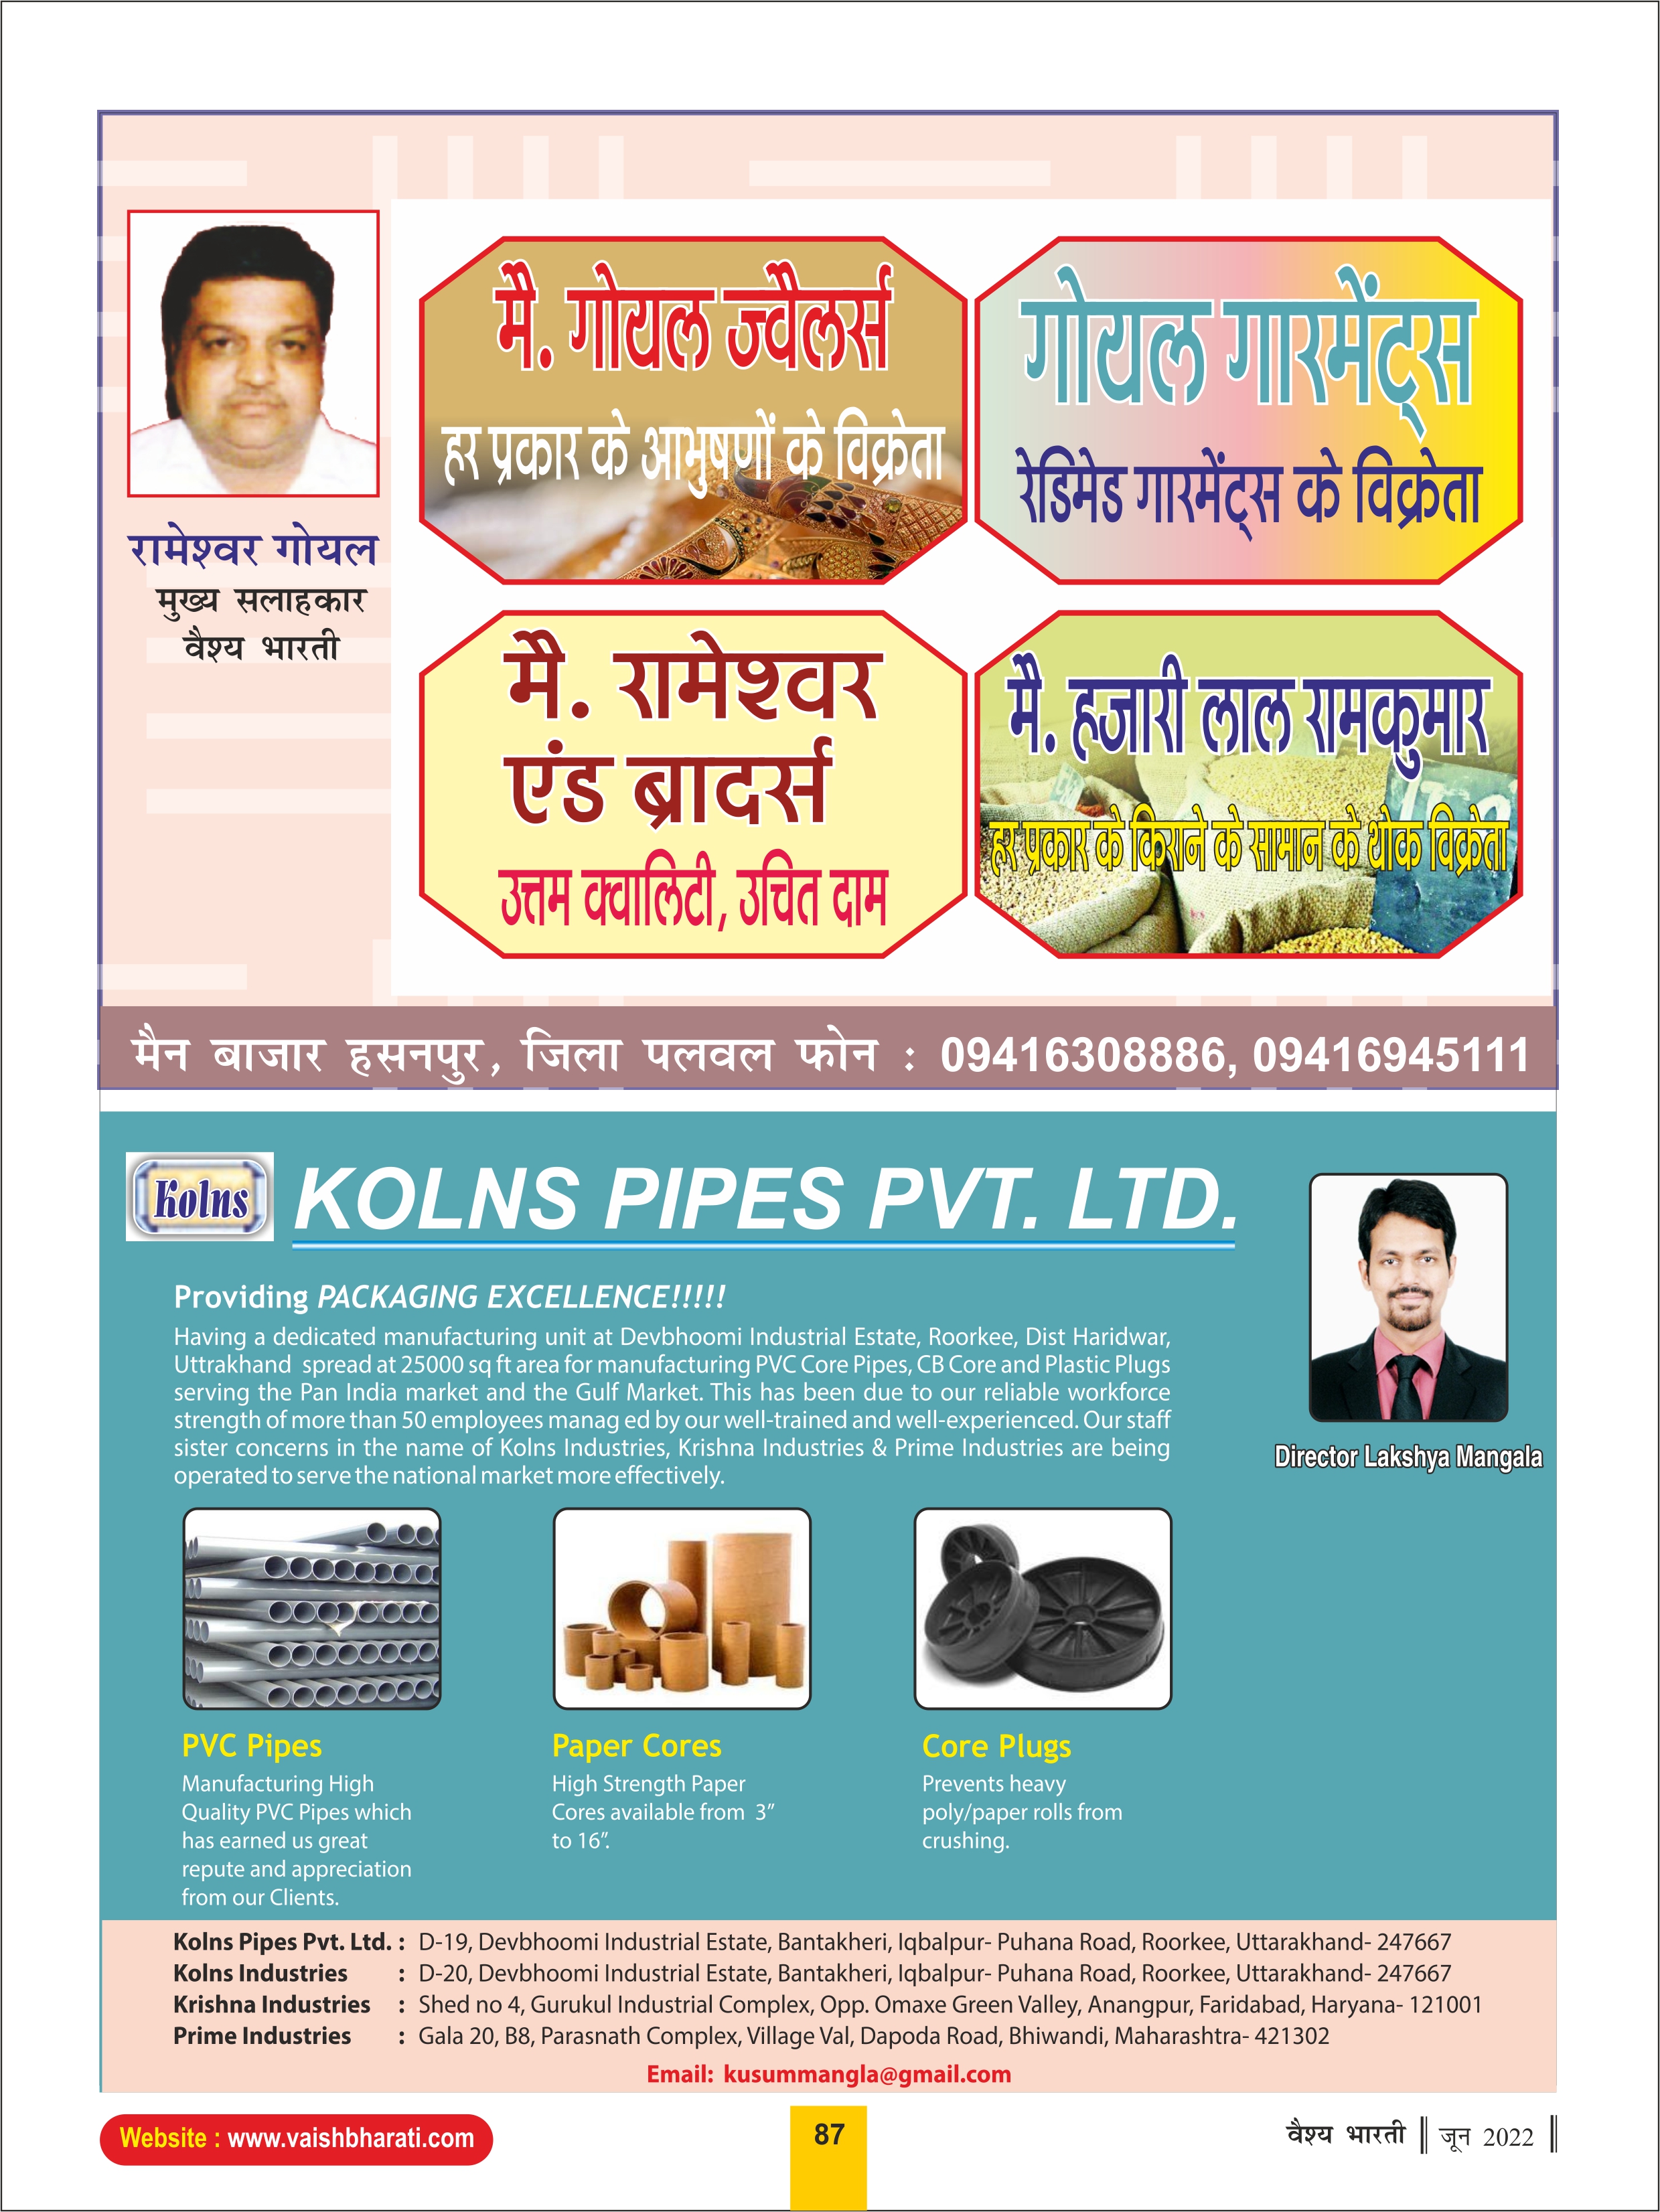 रामेश्वर गोयल
मुख्य सलाहकार
वैश्य भारती
मै. गोयल ज्वैलर्स
हर प्रकार के आभुषणों के विक्रेता
गोयल गारमेंट्स
रेडिमेड गारमेंट्स के विक्रेता
मै. रामेश्वर
एंड ब्रादर्स
उत्तम क्वालिटी, उचित दाम
मै. हजारी लाल रामकुमार
हर प्रकार के किराने के सामान के थोक विक्रेता
मैन बाजार हसनपुर, जिला पलवल फोन : 09416308886, 09416945111
Kolns
KOLNS PIPES PVT. LTD.
Providing PACKAGING EXCELLENCE!!!!!
Having a dedicated manufacturing unit at Devbhoomi Industrial Estate, Roorkee, Dist Haridwar,
Uttrakhand spread at 25000 sq ft area for manufacturing PVC Core Pipes, CB Core and Plastic Plugs
serving the Pan India market and the Gulf Market. This has been due to our reliable workforce
strength of more than 50 employees manag ed by our well-trained and well-experienced. Our staff
sister concerns in the name of Kolns Industries, Krishna Industries & Prime Industries are being
operated to serve the national market more effectively.
Director Lakshya Mangala
PVC Pipes
Manufacturing High
Quality PVC Pipes which
has earned us great
repute and appreciation
from our Clients.
Paper Cores
High Strength Paper
Cores available from 3”
to 16”.
Core Plugs
Prevents heavy
poly/paper rolls from
crushing.
Kolns Pipes Pvt. Ltd. : D-19, Devbhoomi Industrial Estate, Bantakheri, Iqbalpur- Puhana Road, Roorkee, Uttarakhand- 247667
Kolns Industries : D-20, Devbhoomi Industrial Estate, Bantakheri, Iqbalpur- Puhana Road, Roorkee, Uttarakhand- 247667
Krishna Industries : Shed no 4, Gurukul Industrial Complex, Opp. Omaxe Green Valley, Anangpur, Faridabad, Haryana- 121001
Prime Industries : Gala 20, B8, Parasnath Complex, Village Val, Dapoda Road, Bhiwandi, Maharashtra- 421302
Email: kusummangla@gmail.com
Website : www.vaishbharati.com
87
वैश्य भारती || जून 2022 ||